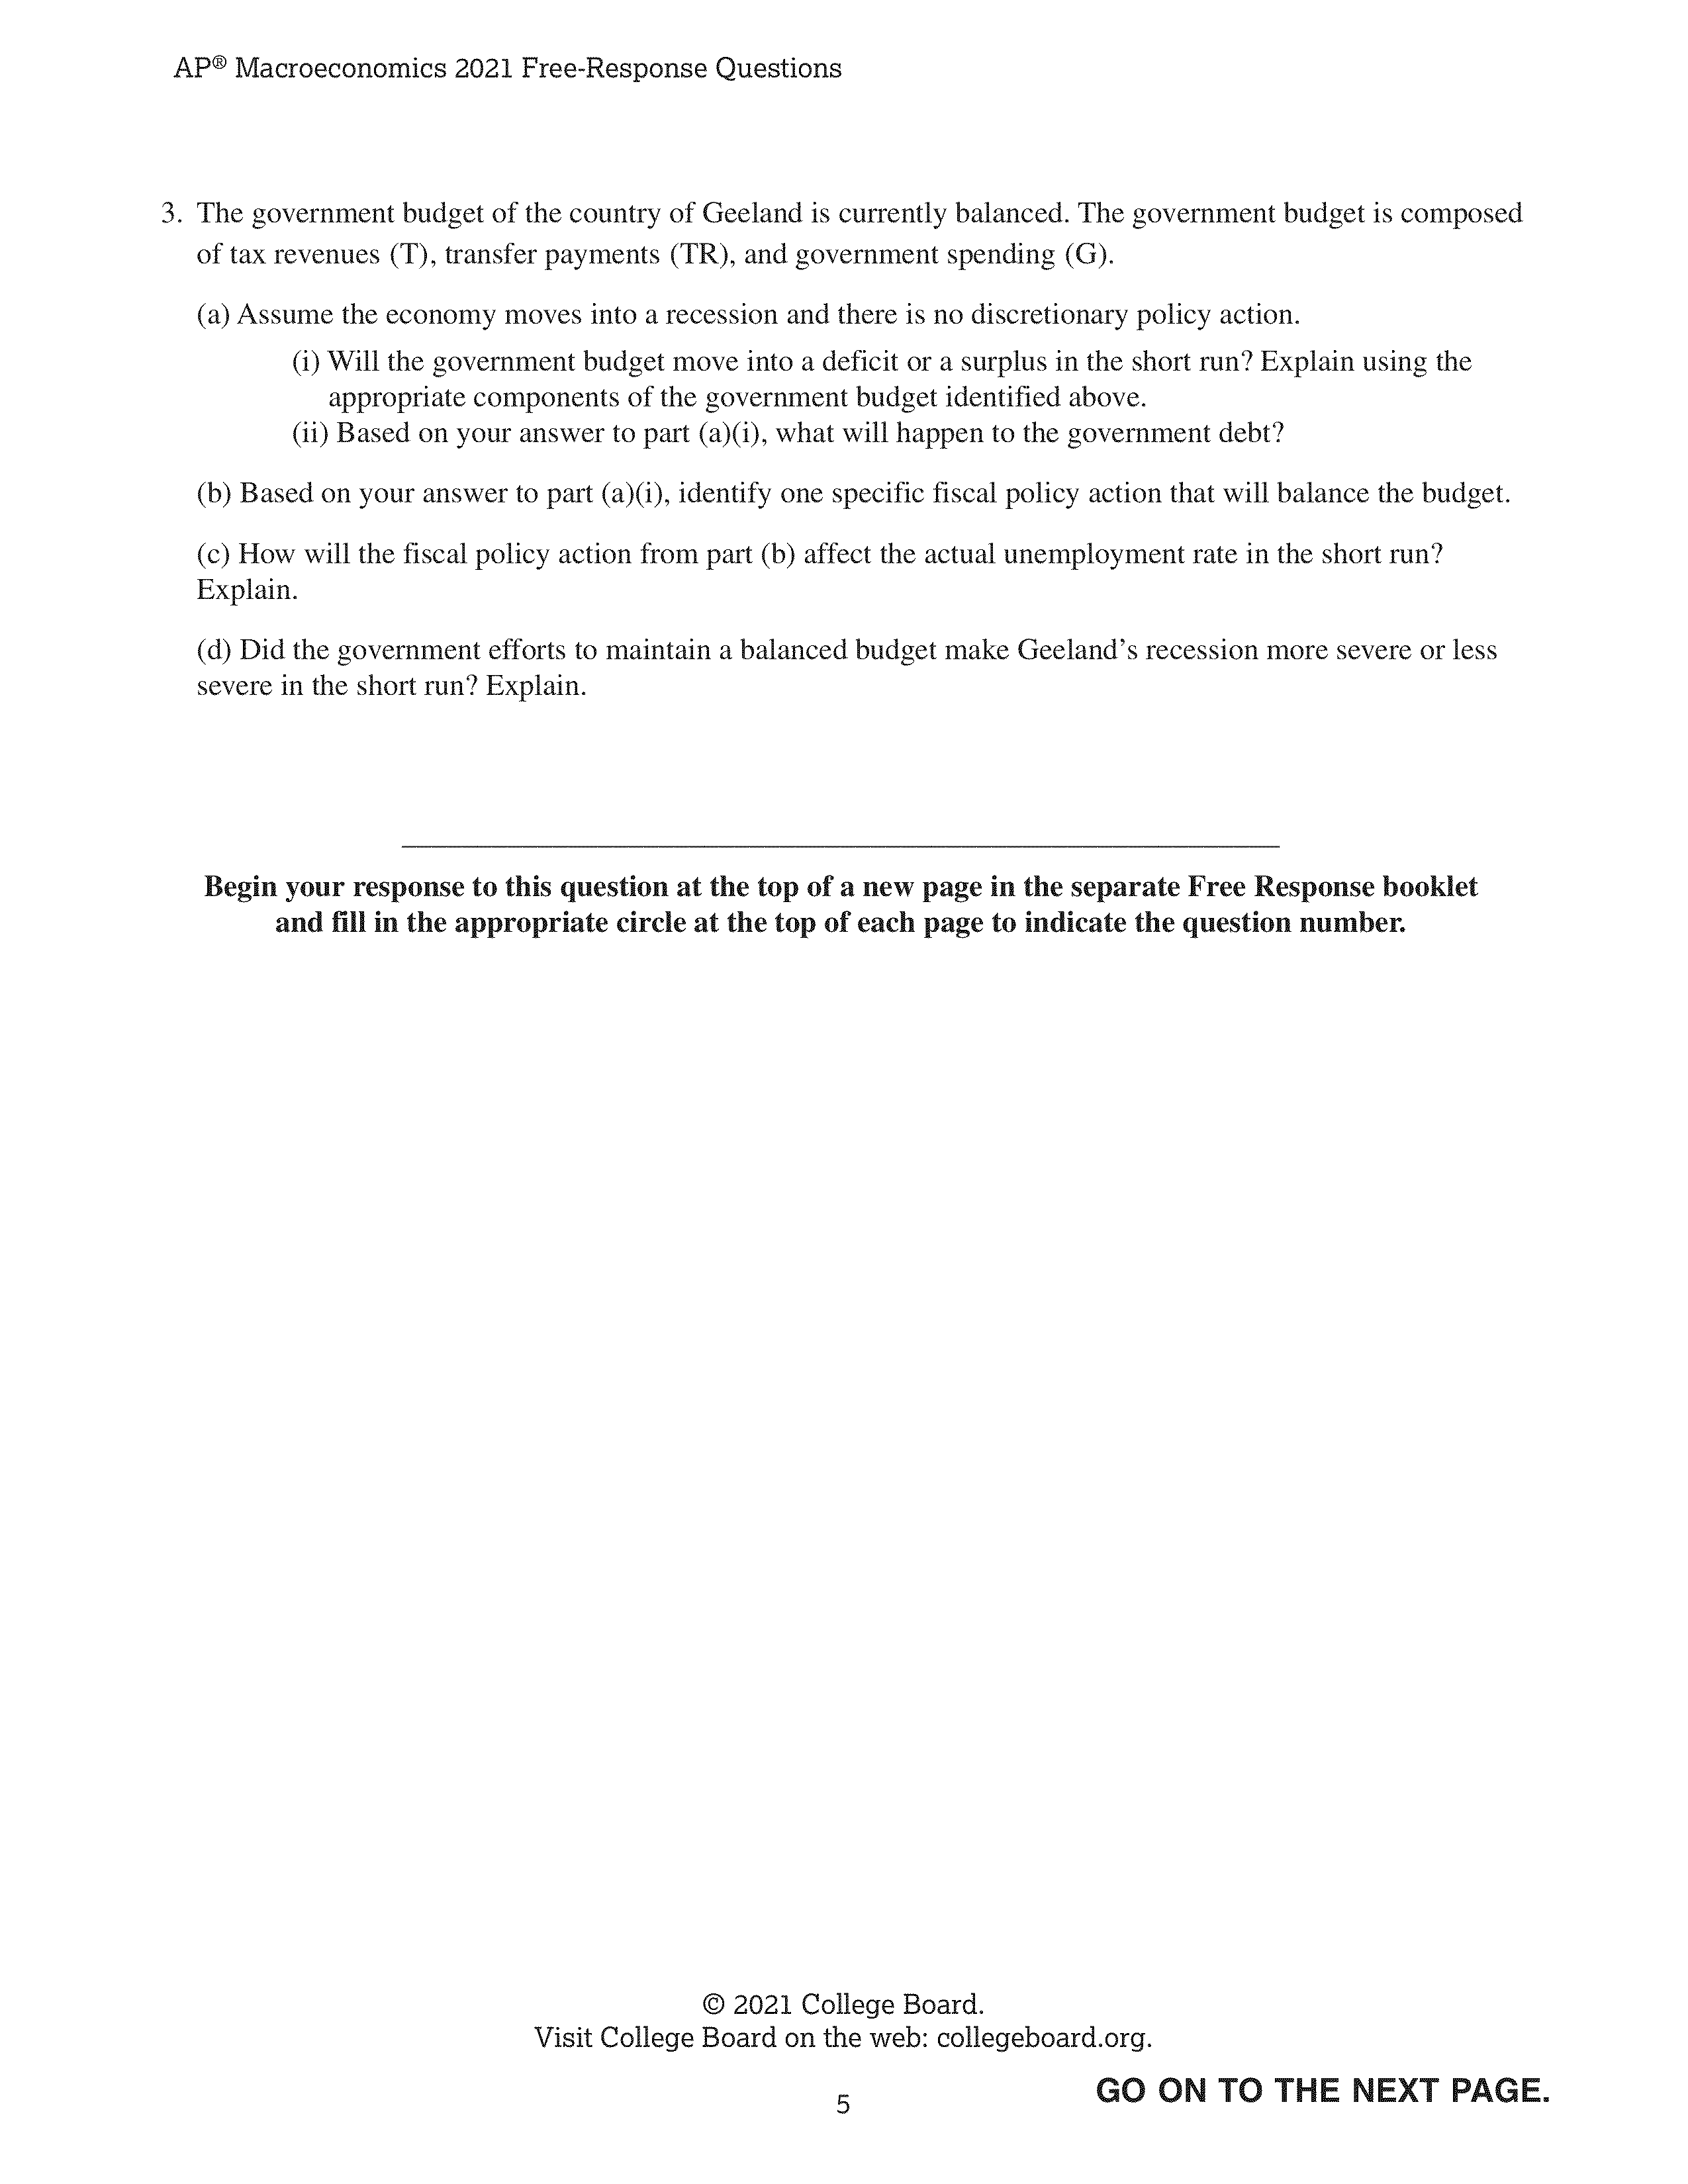 AP® Macroeconomics 2021 Free-Response Questions
3. The government budget of the country of Geeland is currently balanced. The government budget is composed
of tax revenues (T), transfer payments (TR), and government spending (G).
(a) Assume the economy moves into a recession and there is no discretionary policy action.
(i) Will the government budget move into a deficit or a surplus in the short run? Explain using the
appropriate components of the government budget identified above.
(ii) Based on your answer to part (a)(i), what will happen to the government debt?
(b) Based on your answer to part (a)(i), identify one specific fiscal policy action that will balance the budget.
(c) How will the fiscal policy action from part (b) affect the actual unemployment rate in the short run?
Explain.
(d) Did the government efforts to maintain a balanced budget make Geeland’s recession more severe or less
severe in the short run? Explain.
Begin your response to this question at the top of a new page in the separate Free Response booklet
and fill in the appropriate circle at the top of each page to indicate the question number.
© 2021 College Board.
Visit College Board on the web: collegeboard.org.
GO ON TO THE NEXT PAGE.
5